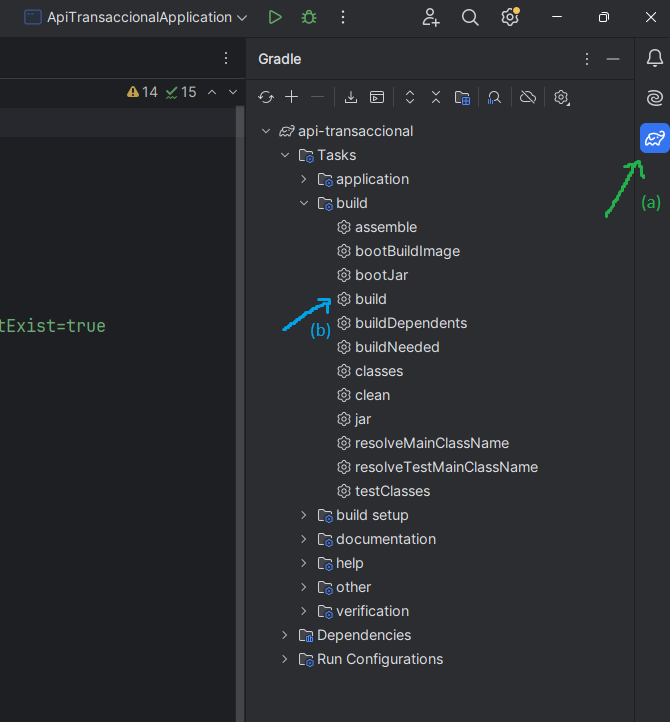 ApiTransaccionalApplication
Gradle
14 15
api-transaccional
Tasks
application
(a)
build
assemble
bootBuildImage
bootJar
build
tExist=true
buildDependents
(b)
buildNeeded
classes
clean
jar
resolveMainClassName
resolveTestMainClassName
testClasses
build setup
documentation
help
other
verification
Dependencies
Run Configurations